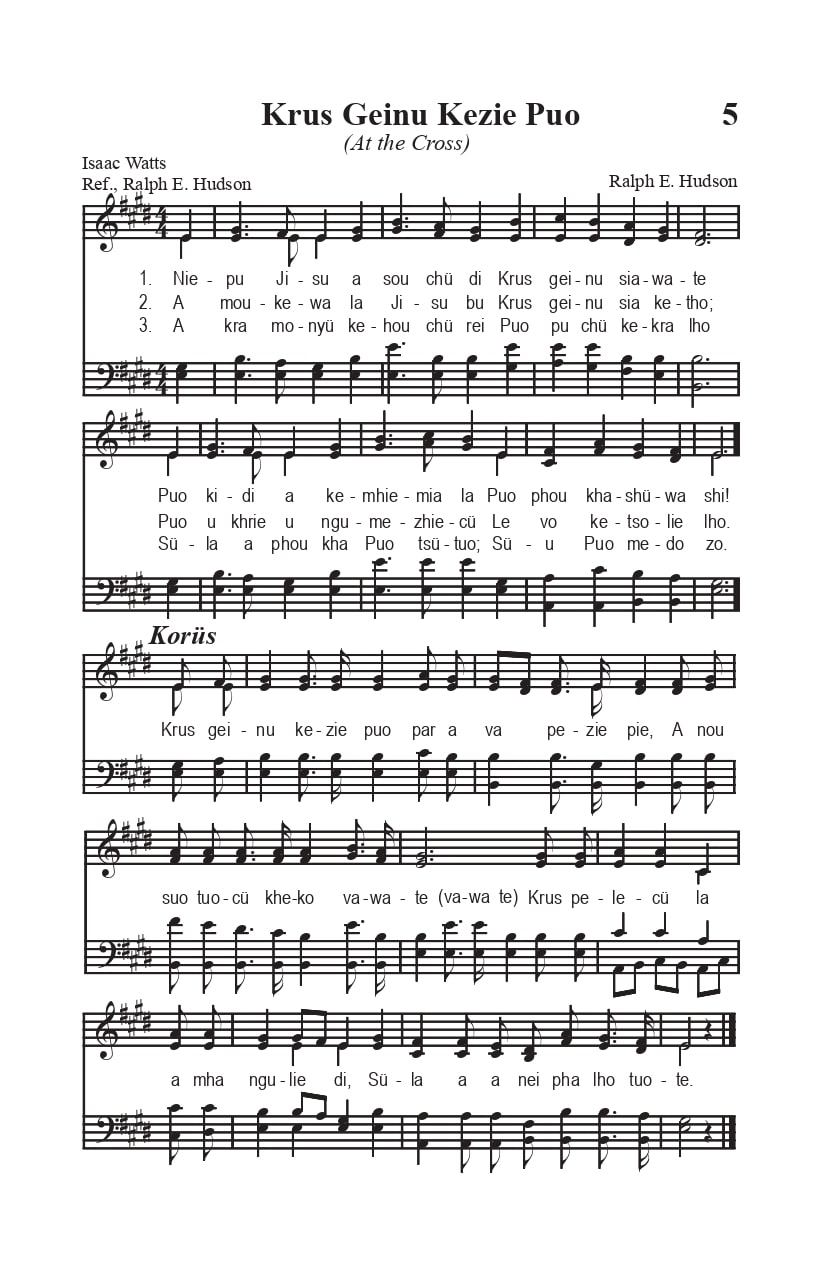 Krus Geinu Kezie Puo 5
(At the Cross)
Isaac Watts
Ref., Ralph E. Hudson
Ralph E. Hudson
1. Nie - pu Ji - su a sou chü di Krus gei - nu sia - wa - te
2. A mou - ke - wa la Ji - su bu Krus gei - nu sia ke - tho;
3. A kra mo - nyü ke - hou chü rei Puo pu chü ke - kra lho
Puo ki - di a ke - mhie - mia la Puo phou kha - shü - wa shi!
Puo u khrie u ngu - me - zhie - cü Le vo ke - tso - lie lho.
Sü - la a phou kha Puo tsü - tuo; Sü - u Puo me - do zo.
Korüs
Krus gei - nu ke - zie puo par a va pe - zie pie, A nou
suo tuo - cü khe - ko va - wa - te (va - wa te) Krus pe - le - cü la
a mha ngu - lie di, Sü - la a a nei pha lho tuo - te.